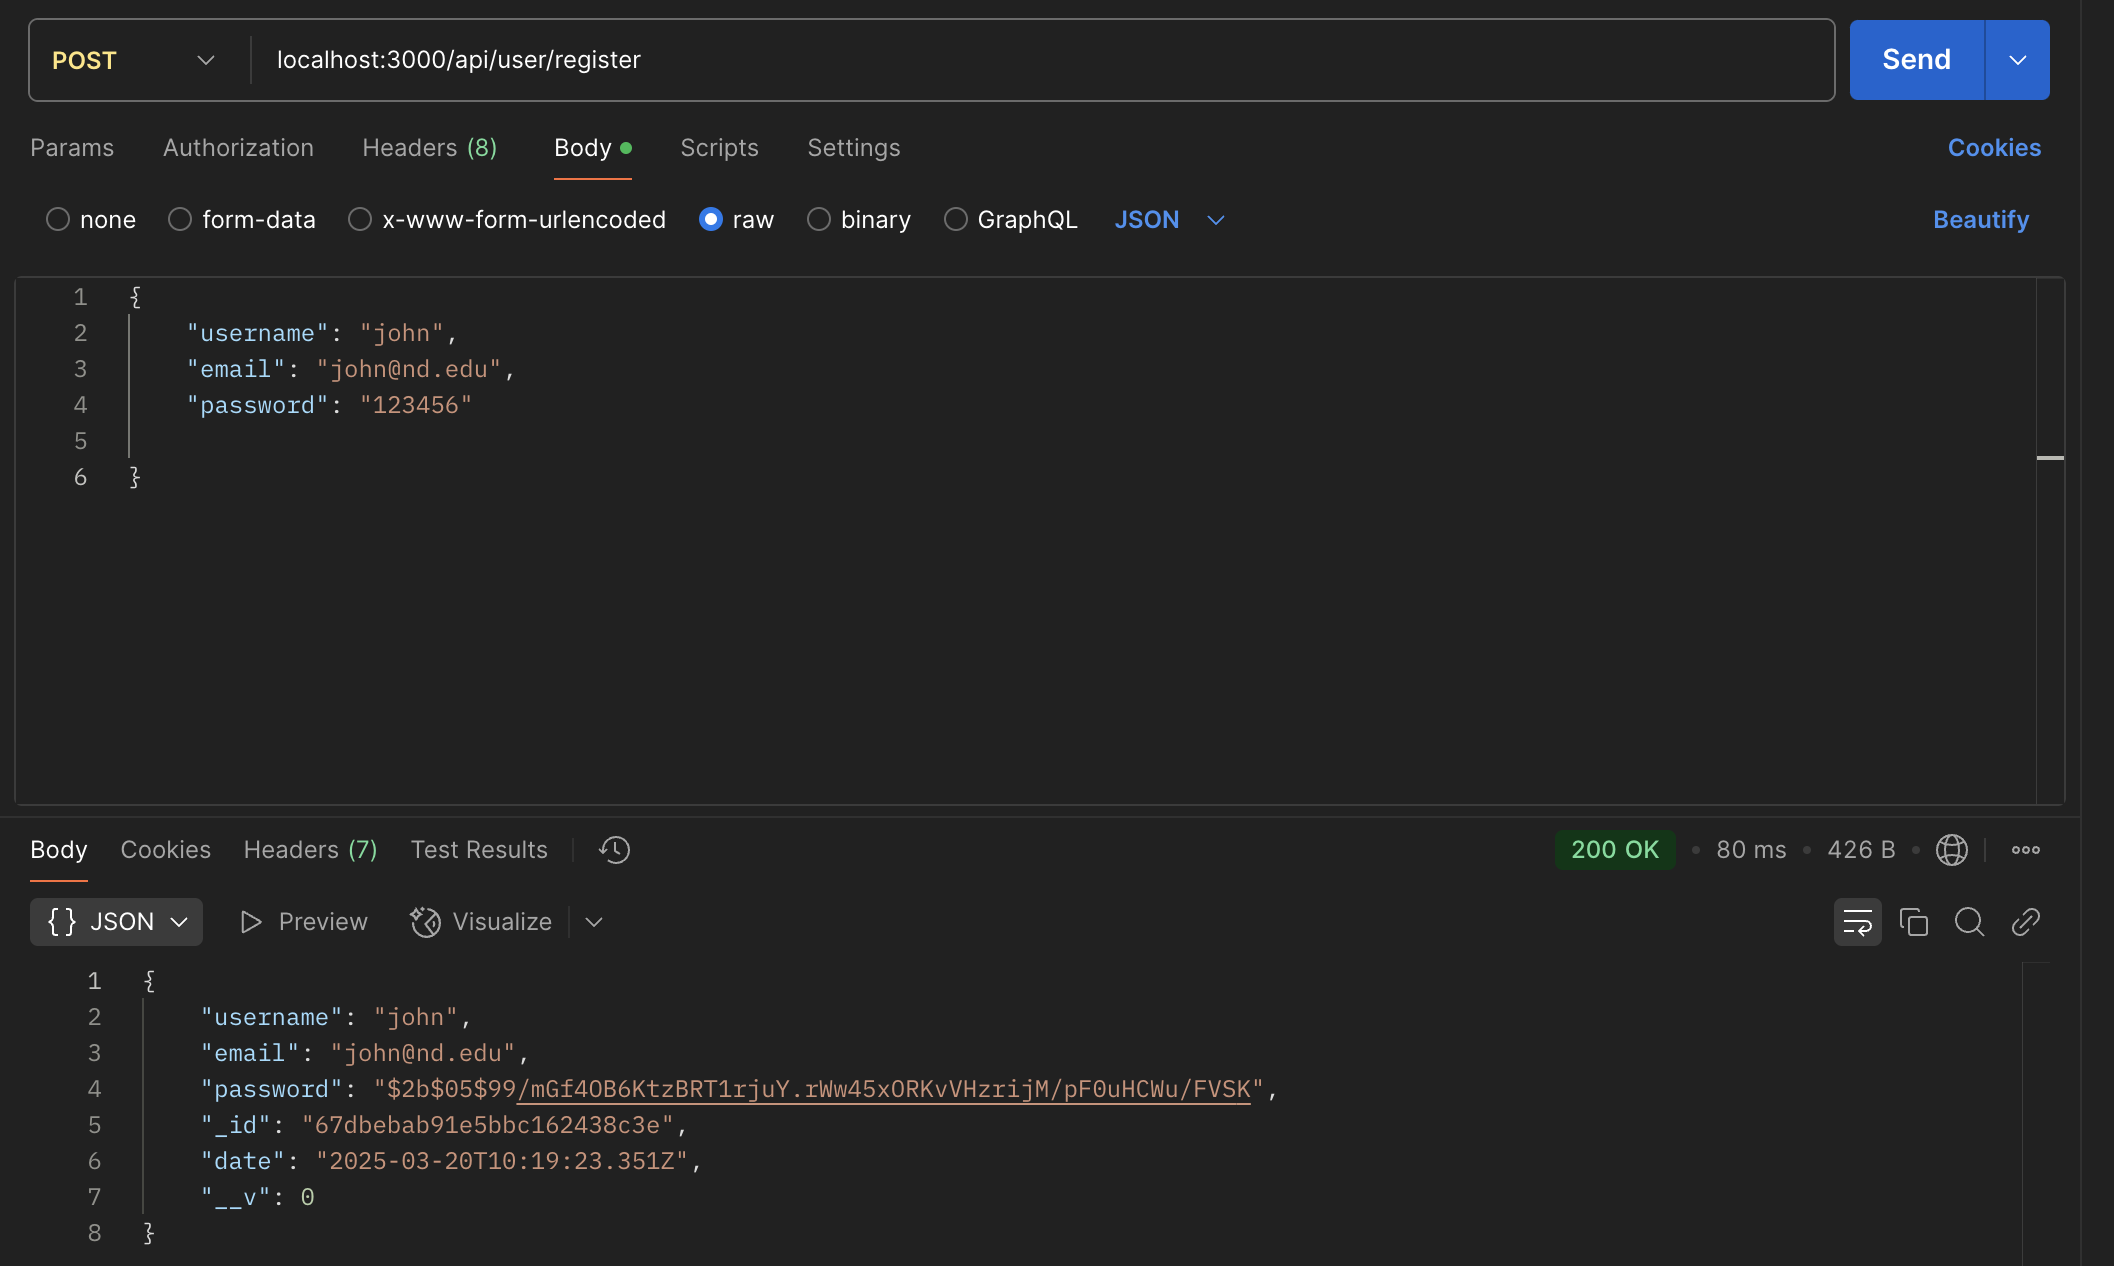 POST localhost:3000/api/user/register Send
Params Authorization Headers (8) Body Scripts Settings Cookies
none form-data x-www-form-urlencoded raw binary GraphQL JSON Beautify
1 {
2 "username": "john",
3 "email": "john@nd.edu",
4 "password": "123456"
5
6 }
Body Cookies Headers (7) Test Results 200 OK • 80 ms • 426 B •
{} JSON Preview Visualize
1 {
2 "username": "john",
3 "email": "john@nd.edu",
4 "password": "$2b$05$99/mGf4OB6KtzBRT1rjuY.rWw45xORKvVHzrijM/pF0uHCWu/FVSK",
5 "_id": "67dbebab91e5bbc162438c3e",
6 "date": "2025-03-20T10:19:23.351Z",
7 "__v": 0
8 }